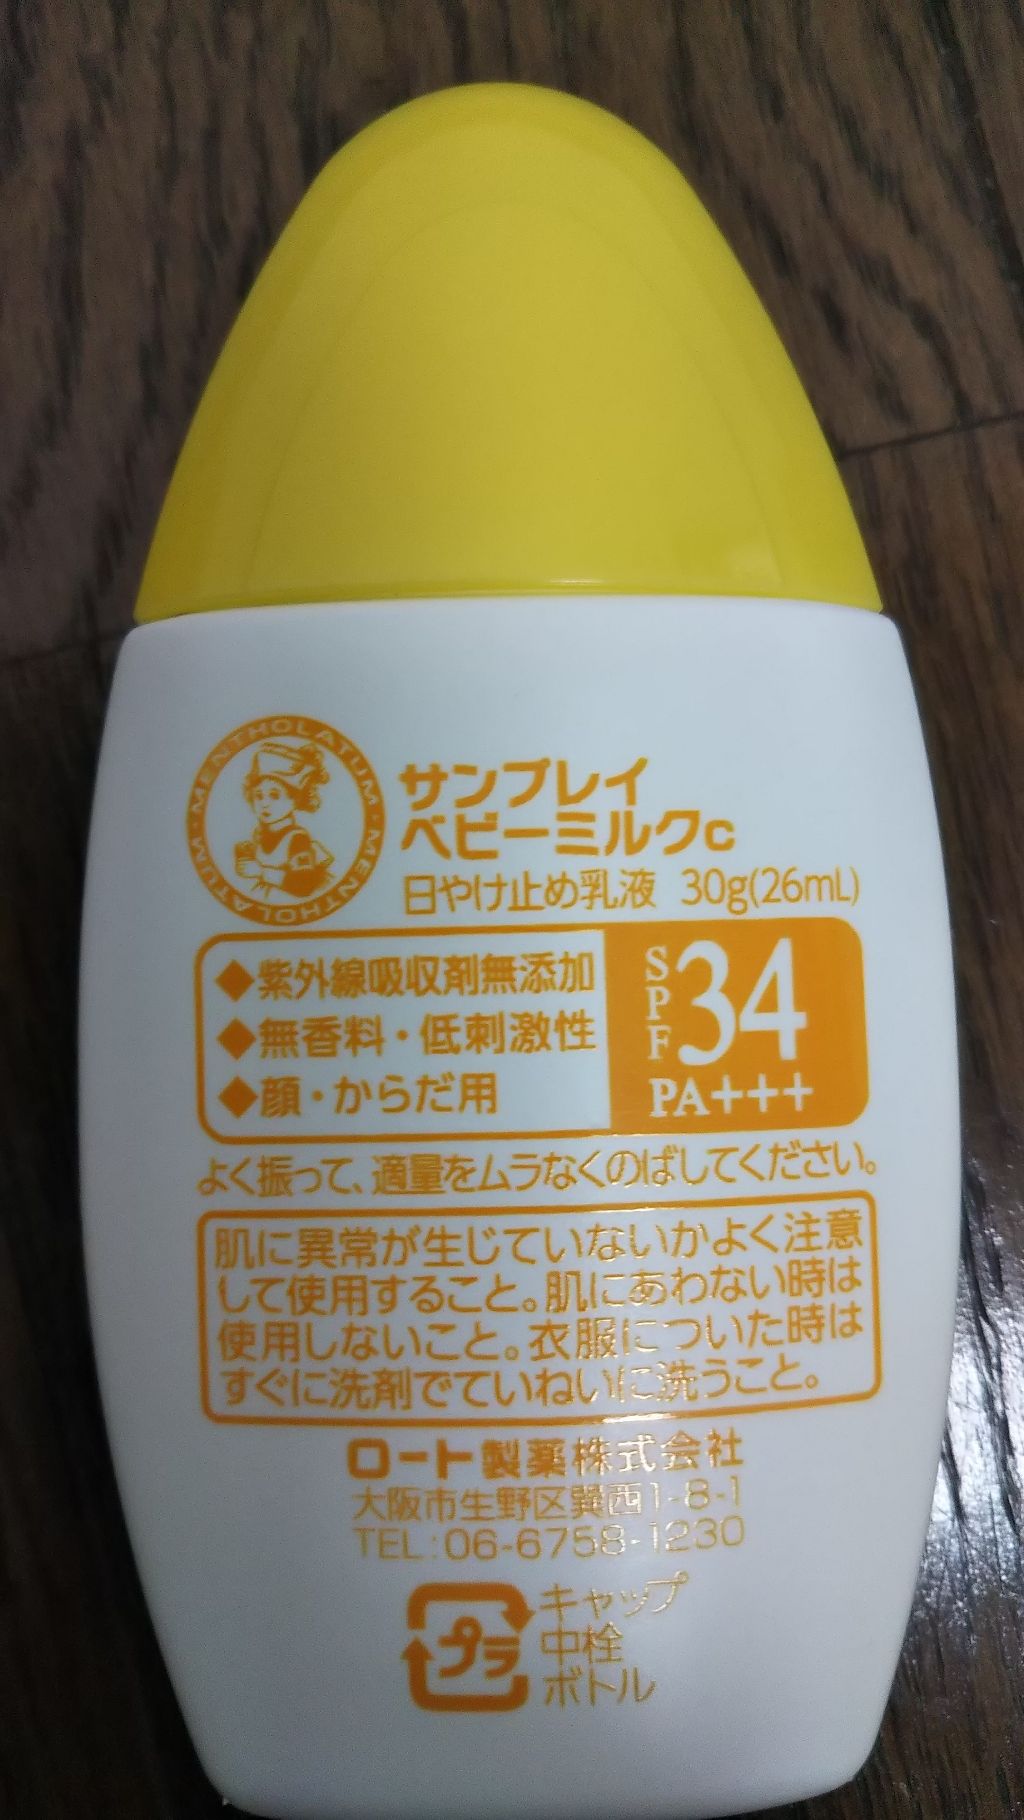 MENTHOLATUM・MENTHOLATUM・
サンプレイ
ベビーミルクc
日やけ止め乳液 30g(26mL)
◆紫外線吸収剤無添加
◆無香料・低刺激性
◆顔・からだ用
SPF34
PA+++
よく振って、適量をムラなくのばしてください。
肌に異常が生じていないかよく注意
して使用すること。肌にあわない時は
使用しないこと。衣服についた時は
すぐに洗剤でていねいに洗うこと。
ロート製薬株式会社
大阪市生野区巽西1-8-1
TEL:06-6758-1230
プラ
キャップ
中栓
ボトル